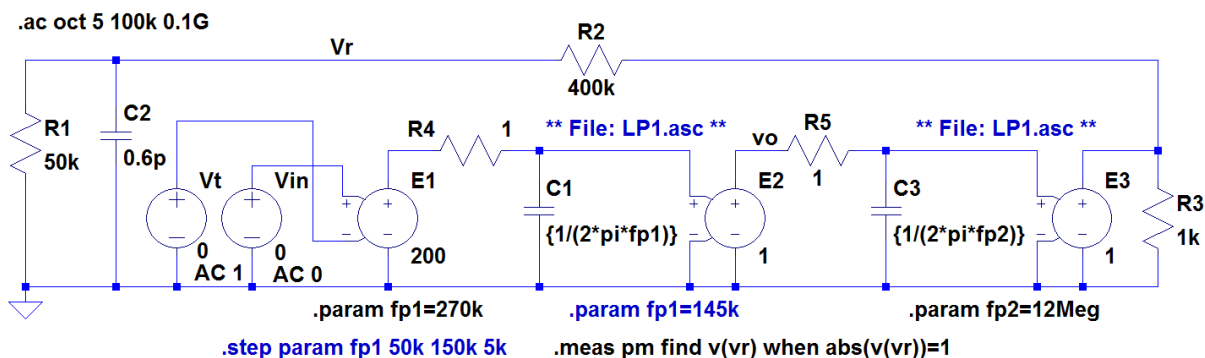 .ac oct 5 100k 0.1G
Vr
R2
400k
R1
50k
C2
0.6p
Vt
0
AC 1
Vin
0
AC 0
R4
1
E1
200
** File: LP1.asc **
C1
{1/(2*pi*fp1)}
E2
1
vo
R5
1
** File: LP1.asc **
C3
{1/(2*pi*fp2)}
E3
1
R3
1k
.param fp1=270k
.param fp1=145k
.param fp2=12Meg
.step param fp1 50k 150k 5k
.meas pm find v(vr) when abs(v(vr))=1